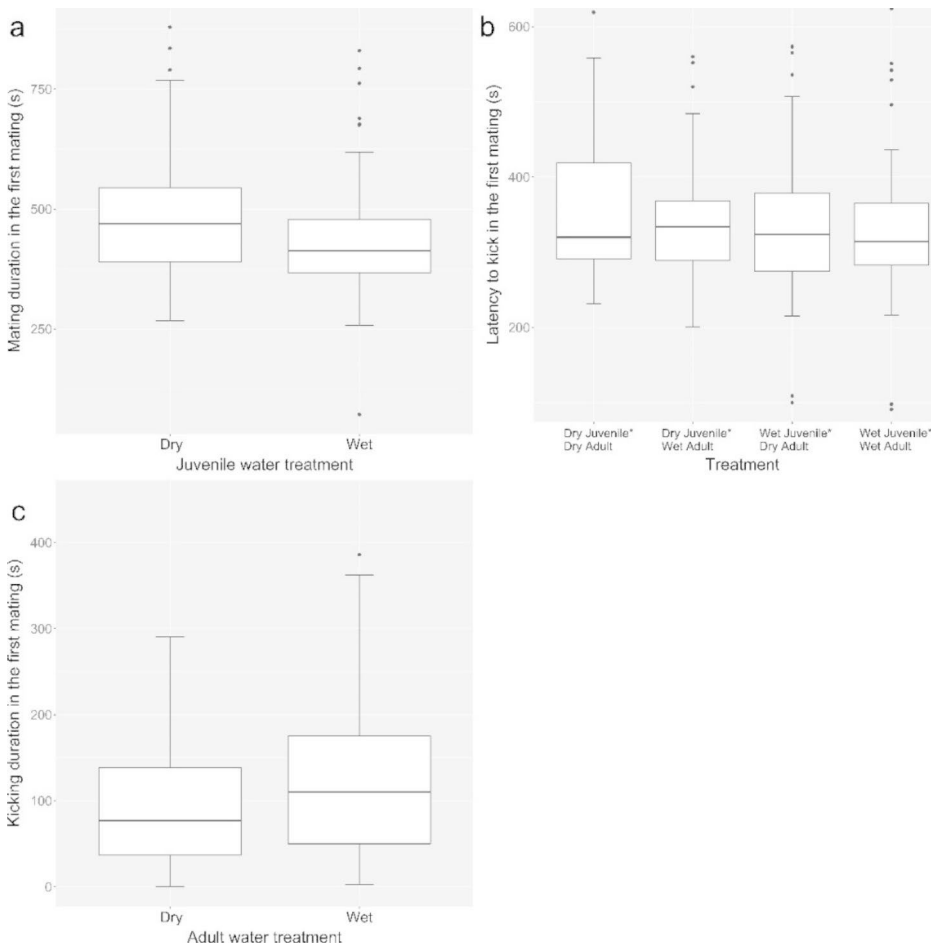 a
Mating duration in the first mating (s)
750
500
250
Dry
Wet
Juvenile water treatment
b
Latency to kick in the first mating (s)
600
400
200
Dry Juvenile*
Dry Adult
Dry Juvenile*
Wet Adult
Wet Juvenile*
Dry Adult
Wet Juvenile*
Wet Adult
Treatment
c
Kicking duration in the first mating (s)
400
300
200
100
0
Dry
Wet
Adult water treatment